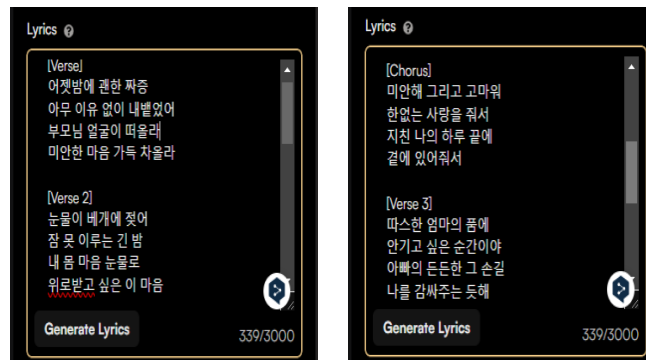 Lyrics
[Verse]
어젯밤에 괜한 짜증
아무 이유 없이 내뱉었어
부모님 얼굴이 떠올래
미안한 마음 가득 차올라
[Verse 2]
눈물이 베개에 젖어
잠 못 이루는 긴 밤
내 몸 마음 눈물로
위로받고 싶은 이 마음
Generate Lyrics
339/3000
Lyrics
[Chorus]
미안해 그리고 고마워
한없는 사랑을 줘서
지친 나의 하루 끝에
곁에 있어줘서
[Verse 3]
따스한 엄마의 품에
안기고 싶은 순간이야
아빠의 든든한 그 손길
나를 감싸주는 듯해
Generate Lyrics
339/3000